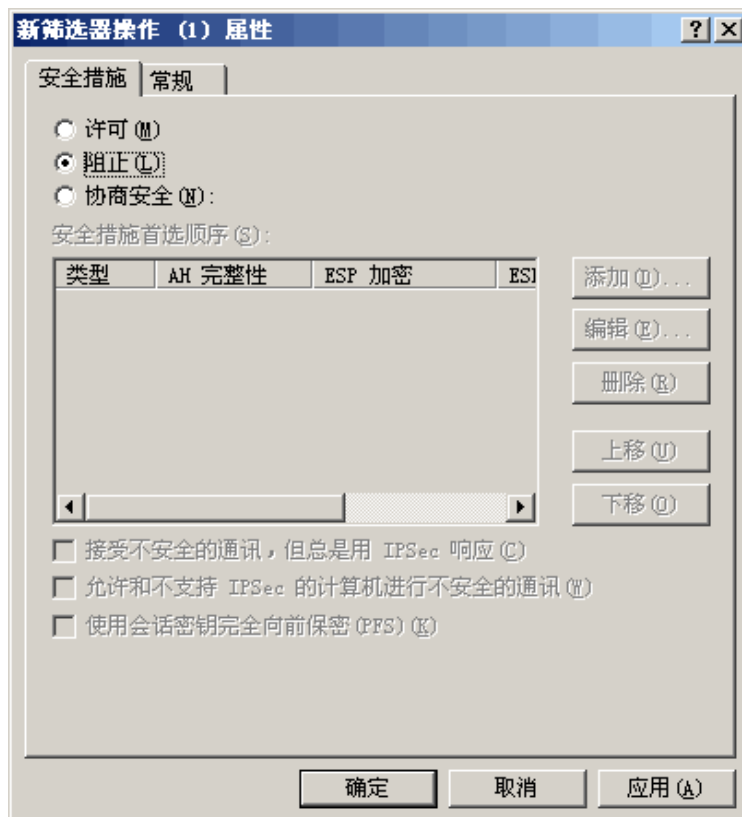 新筛选器操作 (1) 属性
安全措施 常规
许可(M)
阻止(L)
协商安全(N):
安全措施首选顺序(S):
类型 AH 完整性 ESP 加密 ESI
添加(D)...
编辑(E)...
删除(R)
上移(U)
下移(O)
接受不安全的通讯,但总是用 IPSec 响应(C)
允许和不支持 IPSec 的计算机进行不安全的通讯(W)
使用会话密钥完全向前保密(PFS)(K)
确定 取消 应用(A)